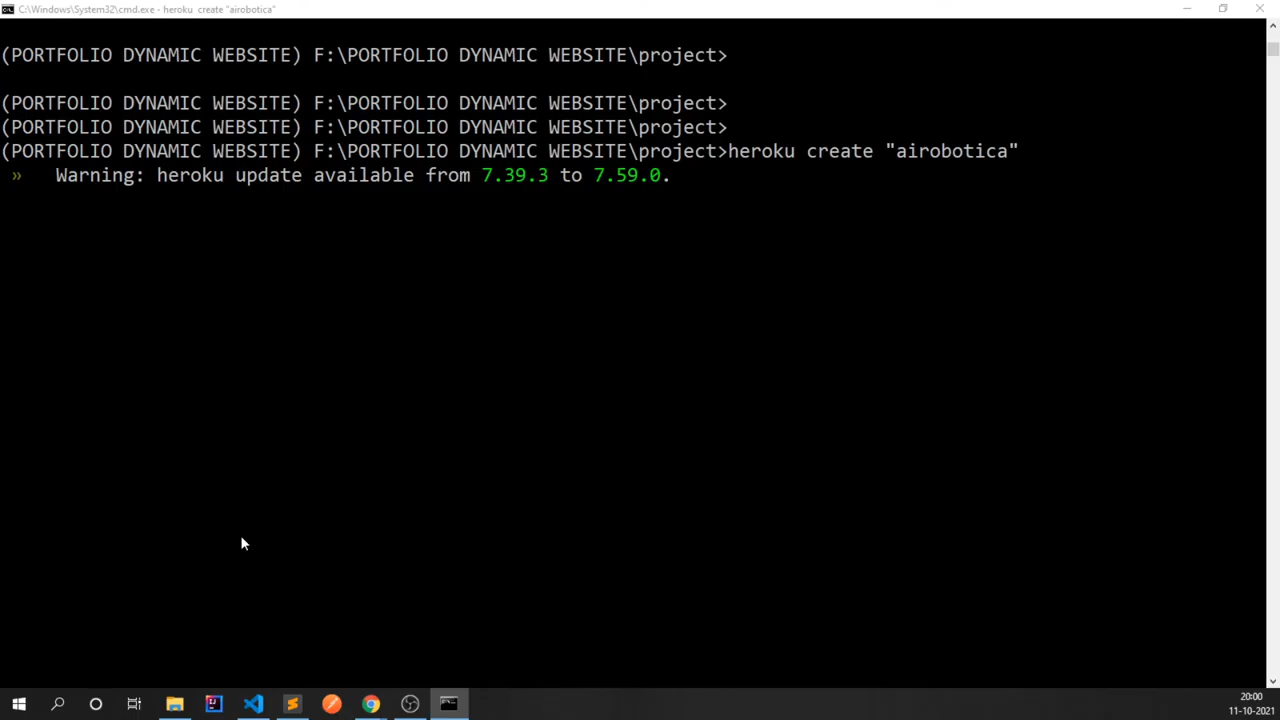 C:\Windows\System32\cmd.exe - heroku  create "airobotica"
(PORTFOLIO DYNAMIC WEBSITE) F:\PORTFOLIO DYNAMIC WEBSITE\project>
(PORTFOLIO DYNAMIC WEBSITE) F:\PORTFOLIO DYNAMIC WEBSITE\project>
(PORTFOLIO DYNAMIC WEBSITE) F:\PORTFOLIO DYNAMIC WEBSITE\project>
(PORTFOLIO DYNAMIC WEBSITE) F:\PORTFOLIO DYNAMIC WEBSITE\project>heroku create "airobotica"
»   Warning: heroku update available from 7.39.3 to 7.59.0.
20:00
11-10-2021